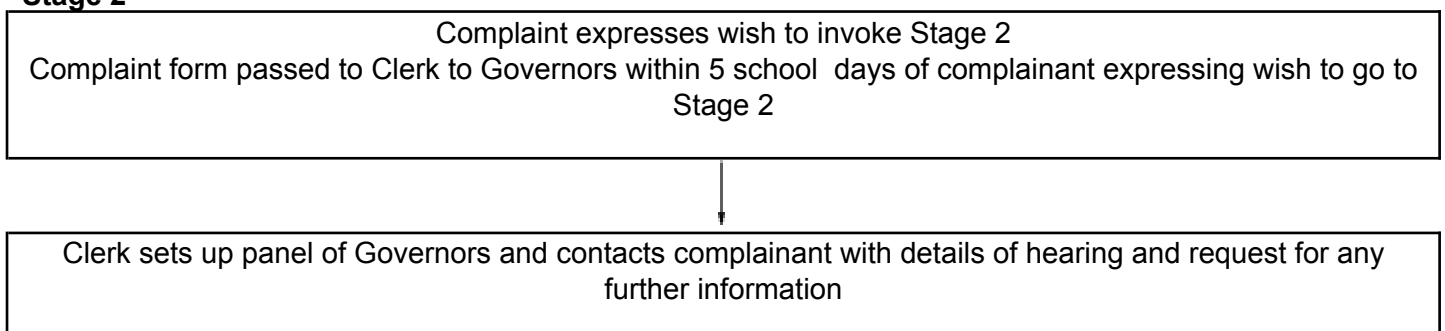 Stage 2
Complaint expresses wish to invoke Stage 2
Complaint form passed to Clerk to Governors within 5 school days of complainant expressing wish to go to
Stage 2
Clerk sets up panel of Governors and contacts complainant with details of hearing and request for any
further information